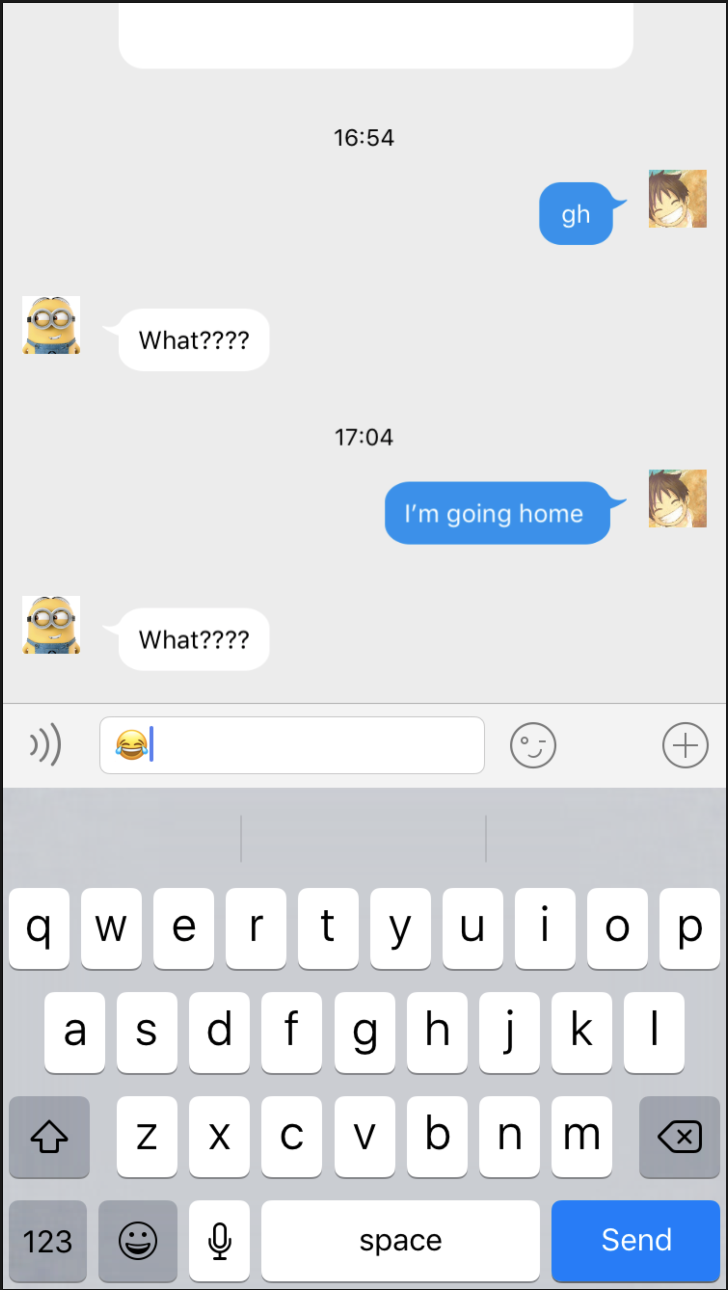 16:54
gh
What????
17:04
I'm going home
What????
😂
q w e r t y u i o p
a s d f g h j k l
z x c v b n m
123 space Send